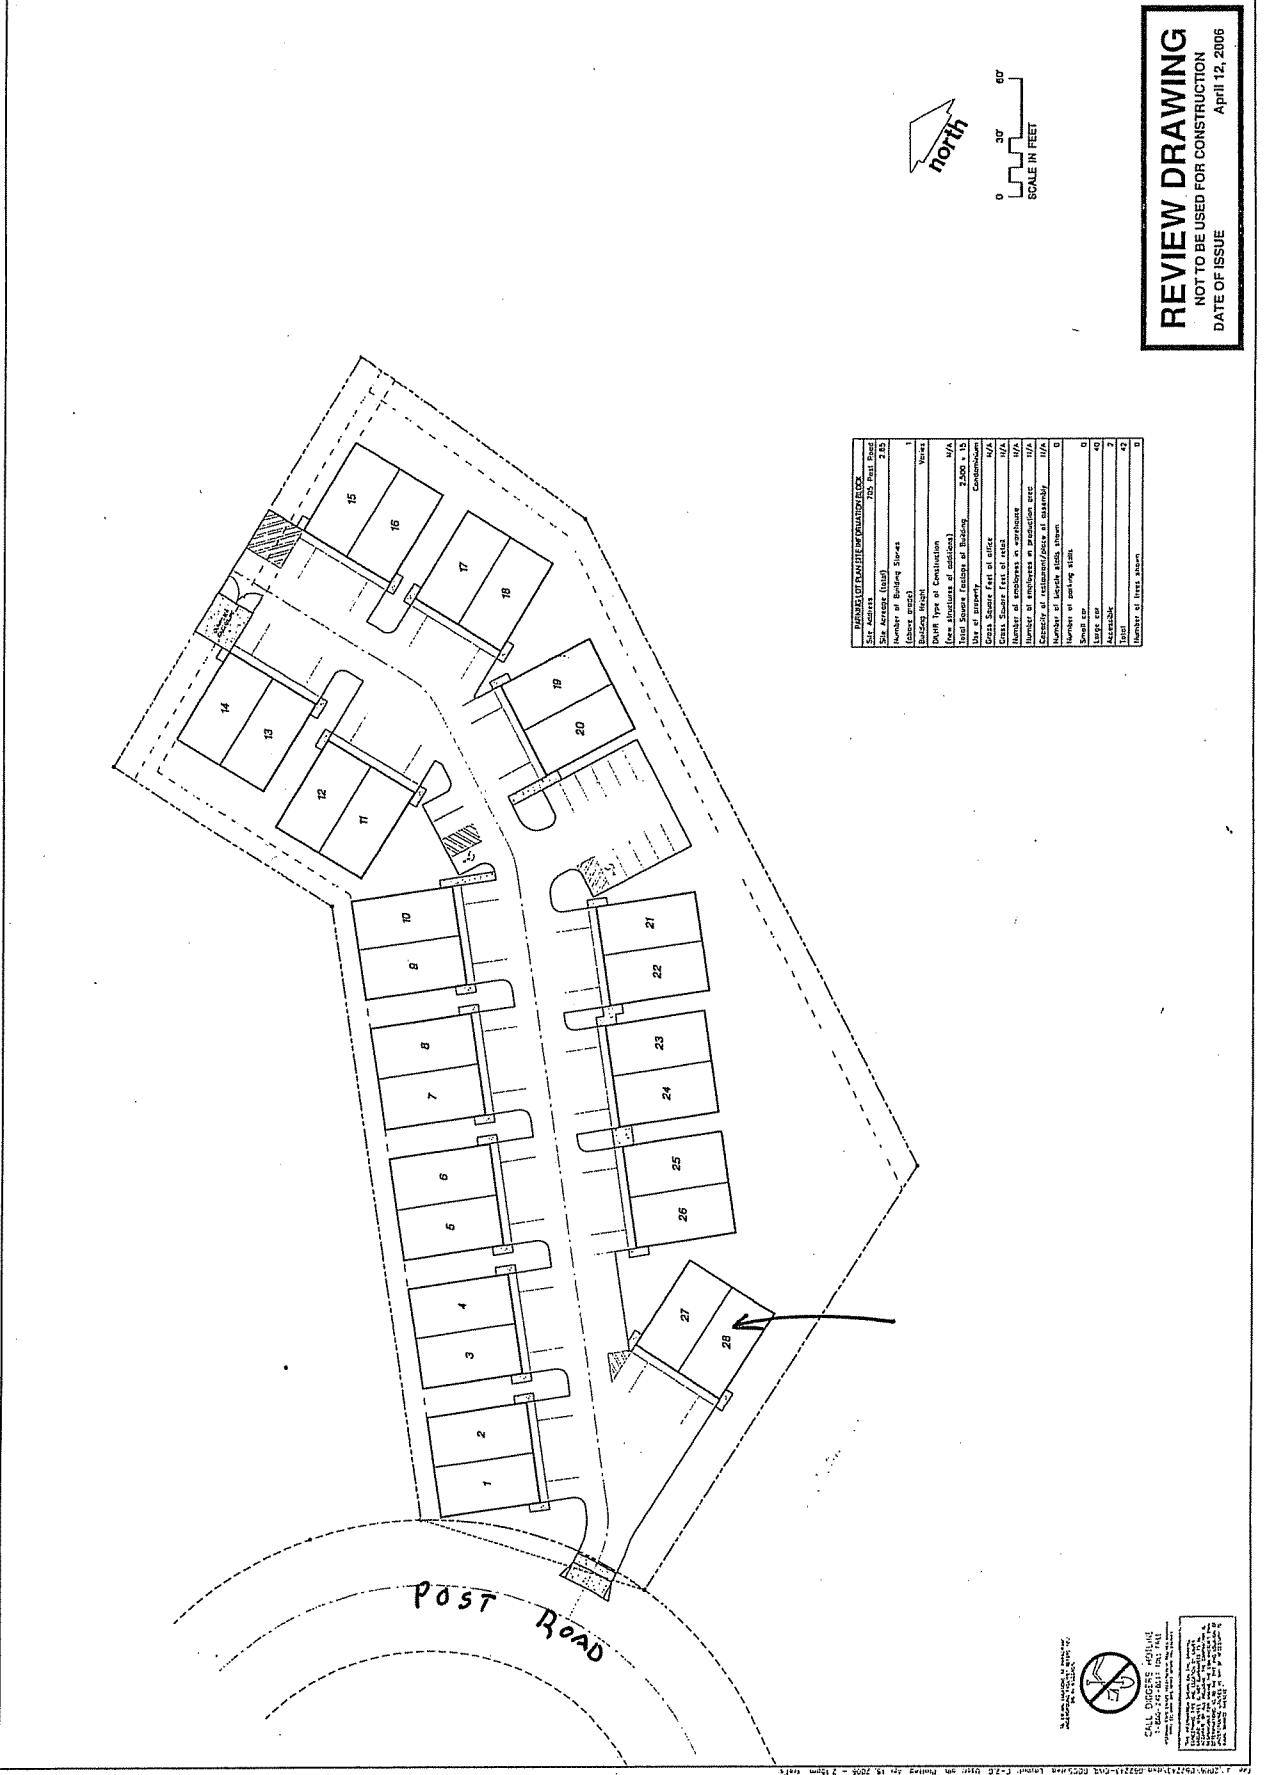 REVIEW DRAWING
NOT TO BE USED FOR CONSTRUCTION
DATE OF ISSUE April 12, 2006
north
0 30' 60'
SCALE IN FEET
PARKING LOT PLAN SITE INFORMATION BLOCK
Site Address 705 Post Road
Site Acreage (total) 2.85
Number of Building Stories
(above grade) 1
Building Height Varies
DILHR Type of Construction
(new structures or additions) N/A
Total Square Footage of Building 2,500 x 15
Use of property Condominium
Gross Square Feet of office N/A
Gross Square Feet of retail N/A
Number of employees in warehouse N/A
Number of employees in production area N/A
Capacity of restaurant/place of assembly N/A
Number of bicycle stalls shown 0
Number of parking stalls
Small car 0
Large car 40
Accessible 2
Total 42
Number of trees shown 0
15
16
17
18
14
13
12
11
19
20
10
9
8
7
6
5
4
3
2
1
21
22
23
24
25
26
27
28
POST
ROAD
CALL DIGGERS HOTLINE